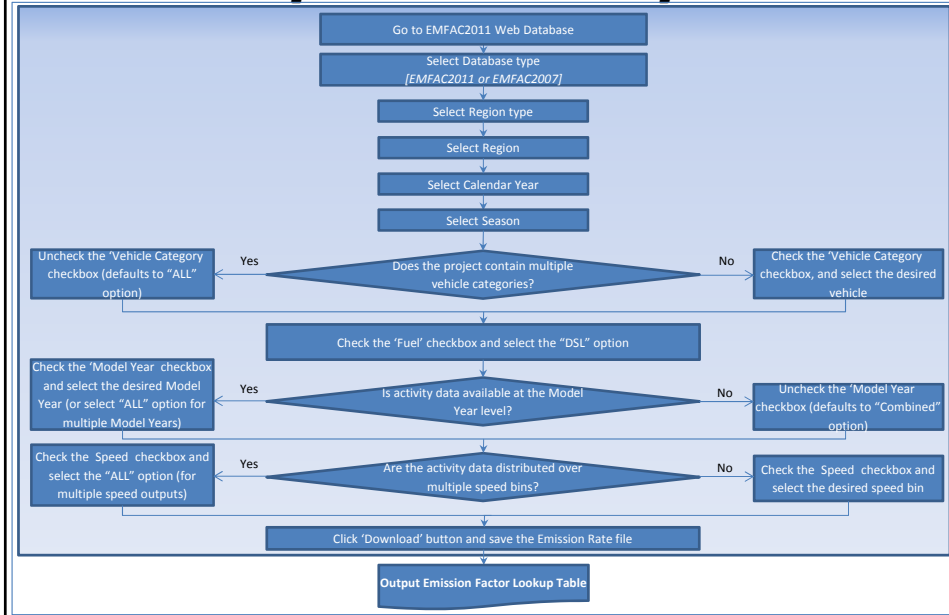 Go to EMFAC2011 Web Database
Select Database type
[EMFAC2011 or EMFAC2007]
Select Region type
Select Region
Select Calendar Year
Select Season
Uncheck the 'Vehicle Category
checkbox (defaults to "ALL"
option)
Yes
Does the project contain multiple
vehicle categories?
No
Check the 'Vehicle Category
checkbox, and select the desired
vehicle
Check the 'Fuel' checkbox and select the "DSL" option
Check the 'Model Year checkbox
and select the desired Model
Year (or select "ALL" option for
multiple Model Years)
Yes
Is activity data available at the Model
Year level?
No
Uncheck the 'Model Year
checkbox (defaults to "Combined"
option)
Check the Speed checkbox and
select the "ALL" option (for
multiple speed outputs)
Yes
Are the activity data distributed over
multiple speed bins?
No
Check the Speed checkbox and
select the desired speed bin
Click 'Download' button and save the Emission Rate file
Output Emission Factor Lookup Table